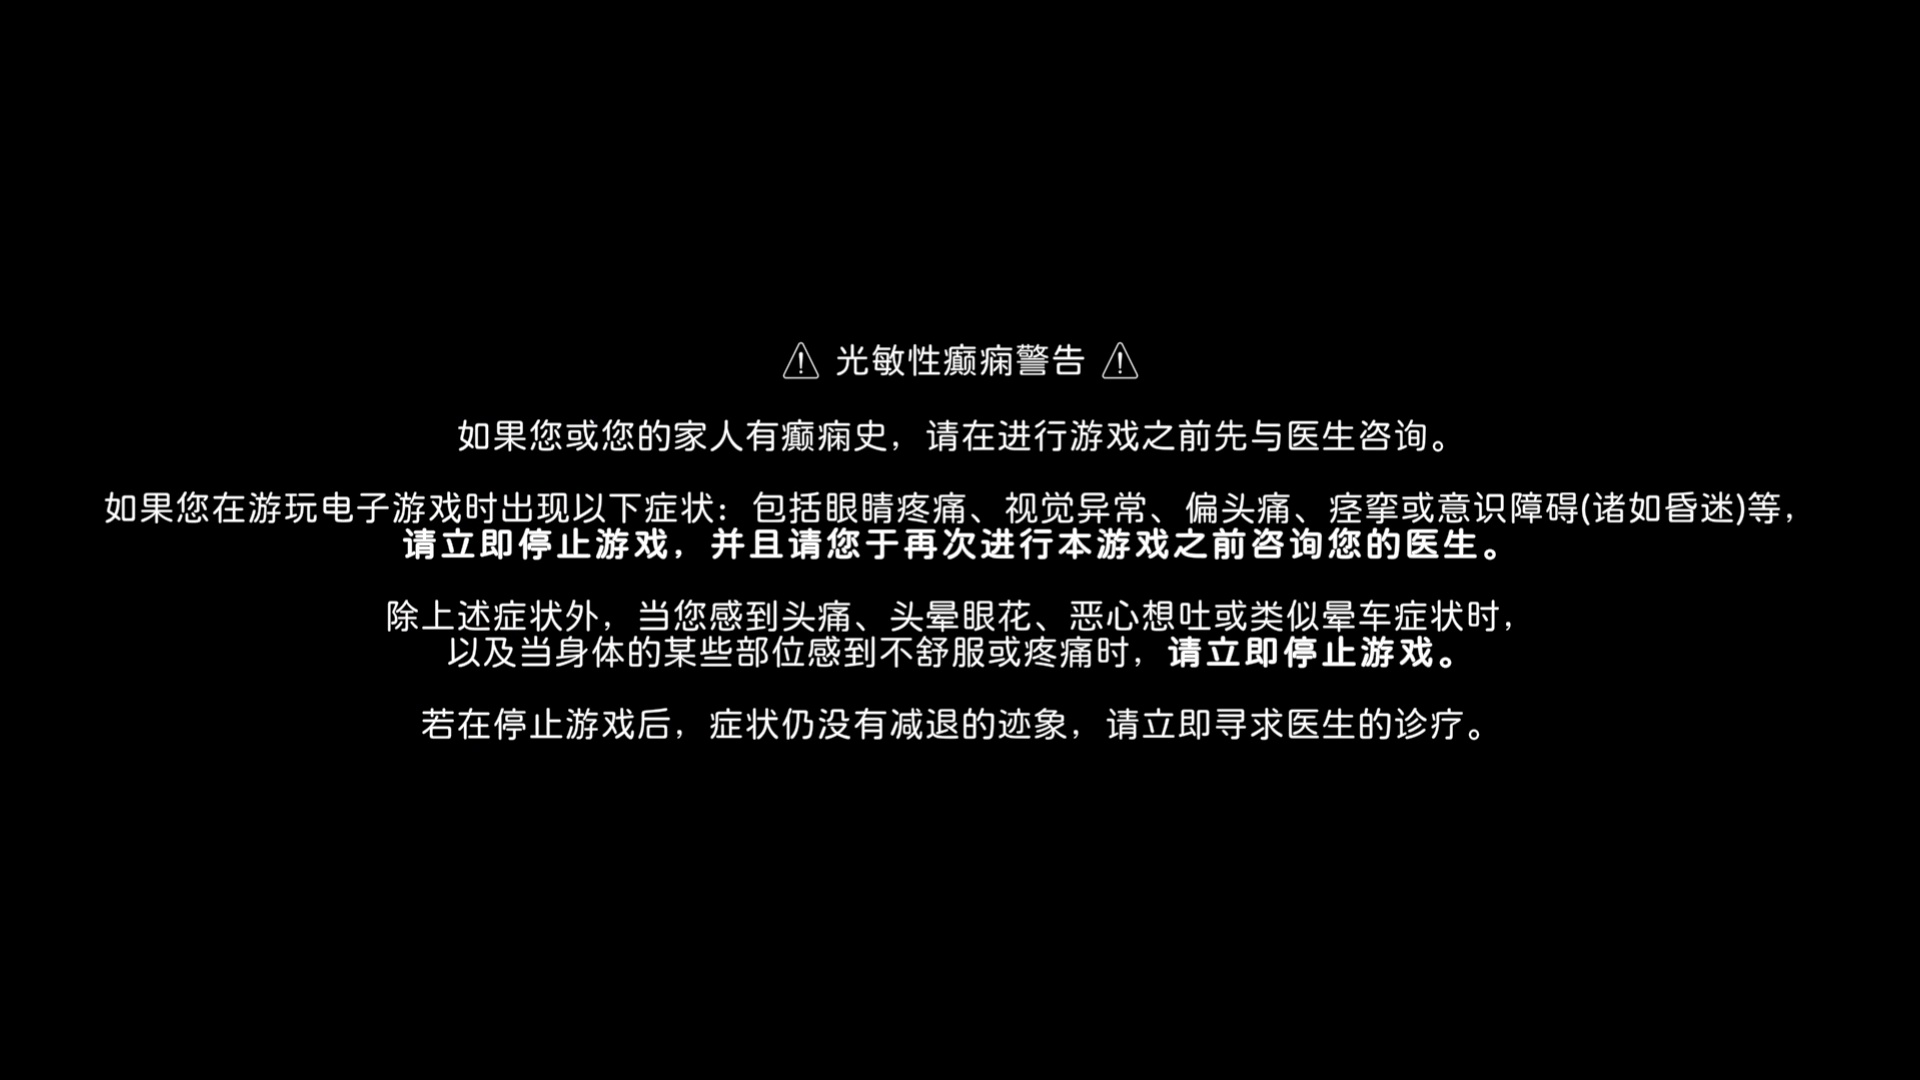 ⚠ 光敏性癫痫警告 ⚠
如果您或您的家人有癫痫史，请在进行游戏之前先与医生咨询。
如果您在游玩电子游戏时出现以下症状：包括眼睛疼痛、视觉异常、偏头痛、痉挛或意识障碍(诸如昏迷)等，
请立即停止游戏，并且请您于再次进行本游戏之前咨询您的医生。
除上述症状外，当您感到头痛、头晕眼花、恶心想吐或类似晕车症状时，
以及当身体的某些部位感到不舒服或疼痛时，请立即停止游戏。
若在停止游戏后，症状仍没有减退的迹象，请立即寻求医生的诊疗。